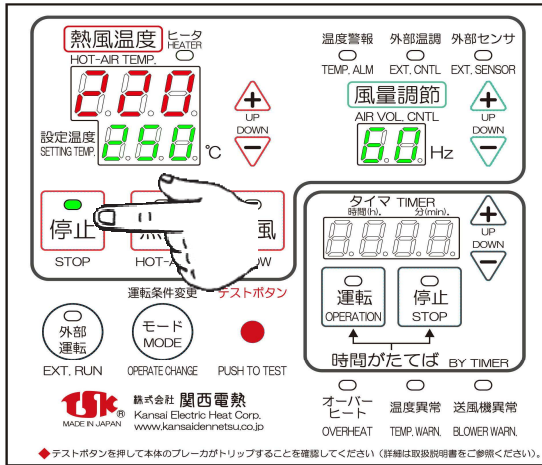 熱風温度
HOT-AIR TEMP.
ヒータ
HEATER
温度警報 外部温調 外部センサ
TEMP. ALM EXT. CNTL EXT. SENSOR
220
設定温度
SETTING TEMP.
250 ℃
UP
DOWN
風量調節
AIR VOL. CNTL
60 Hz
UP
DOWN
停止
STOP
風
HOT-A
OW
タイマ TIMER
時間(h). 分(min).
UP
DOWN
運転
OPERATION
停止
STOP
時間がたてば BY TIMER
運転条件変更 テストボタン
外部
運転
モード
MODE
EXT. RUN OPERATE CHANGE PUSH TO TEST
TSK®
MADE IN JAPAN
株式会社 関西電熱
Kansai Electric Heat Corp.
www.kansaidennetsu.co.jp
オーバー
ヒート
温度異常 送風機異常
OVERHEAT TEMP. WARN. BLOWER WARN.
◆テストボタンを押して本体のブレーカがトリップすることを確認してください（詳細は取扱説明書をご参照ください）。